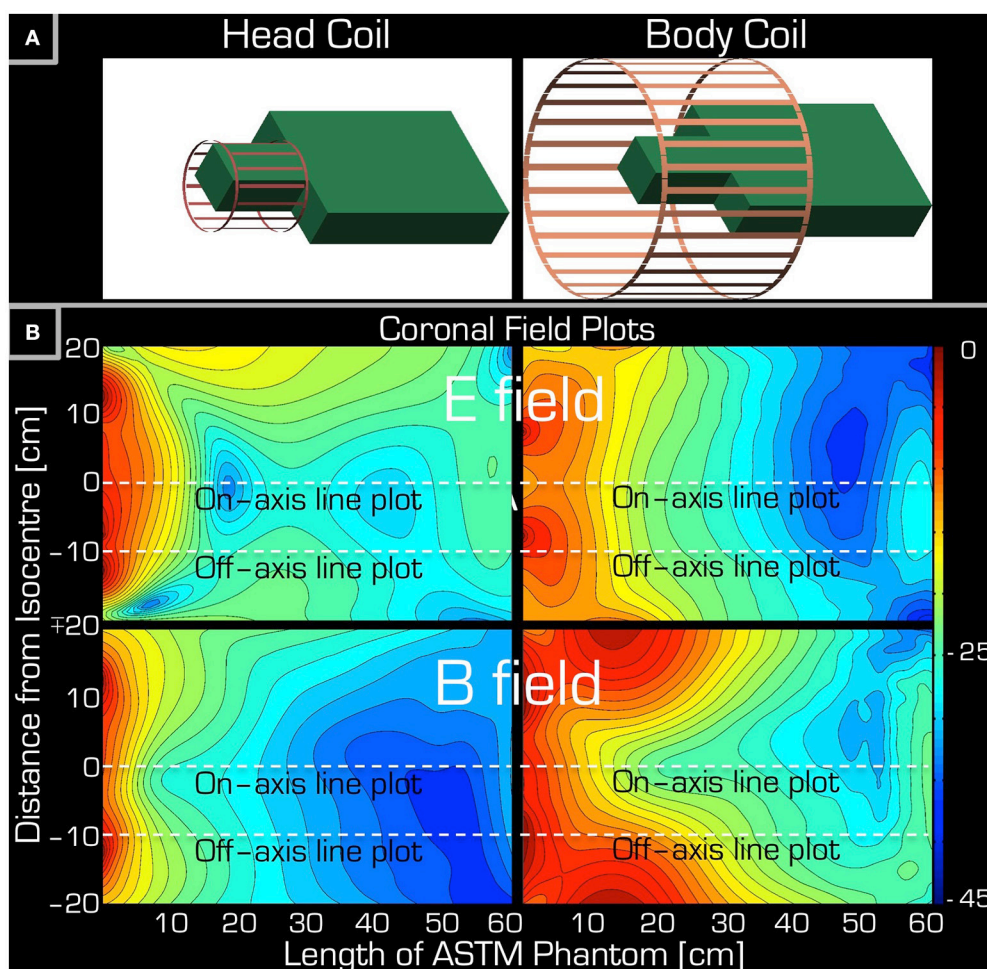 A
Head Coil
Body Coil
B
Coronal Field Plots
Distance from Isocentre [cm]
20
10
0
-10
∓20
10
0
-10
-20
E field
On-axis line plot
Off-axis line plot
On-axis line plot
Off-axis line plot
B field
On-axis line plot
Off-axis line plot
On-axis line plot
Off-axis line plot
0
-25
-45
10 20 30 40 50 60
10 20 30 40 50 60
Length of ASTM Phantom [cm]